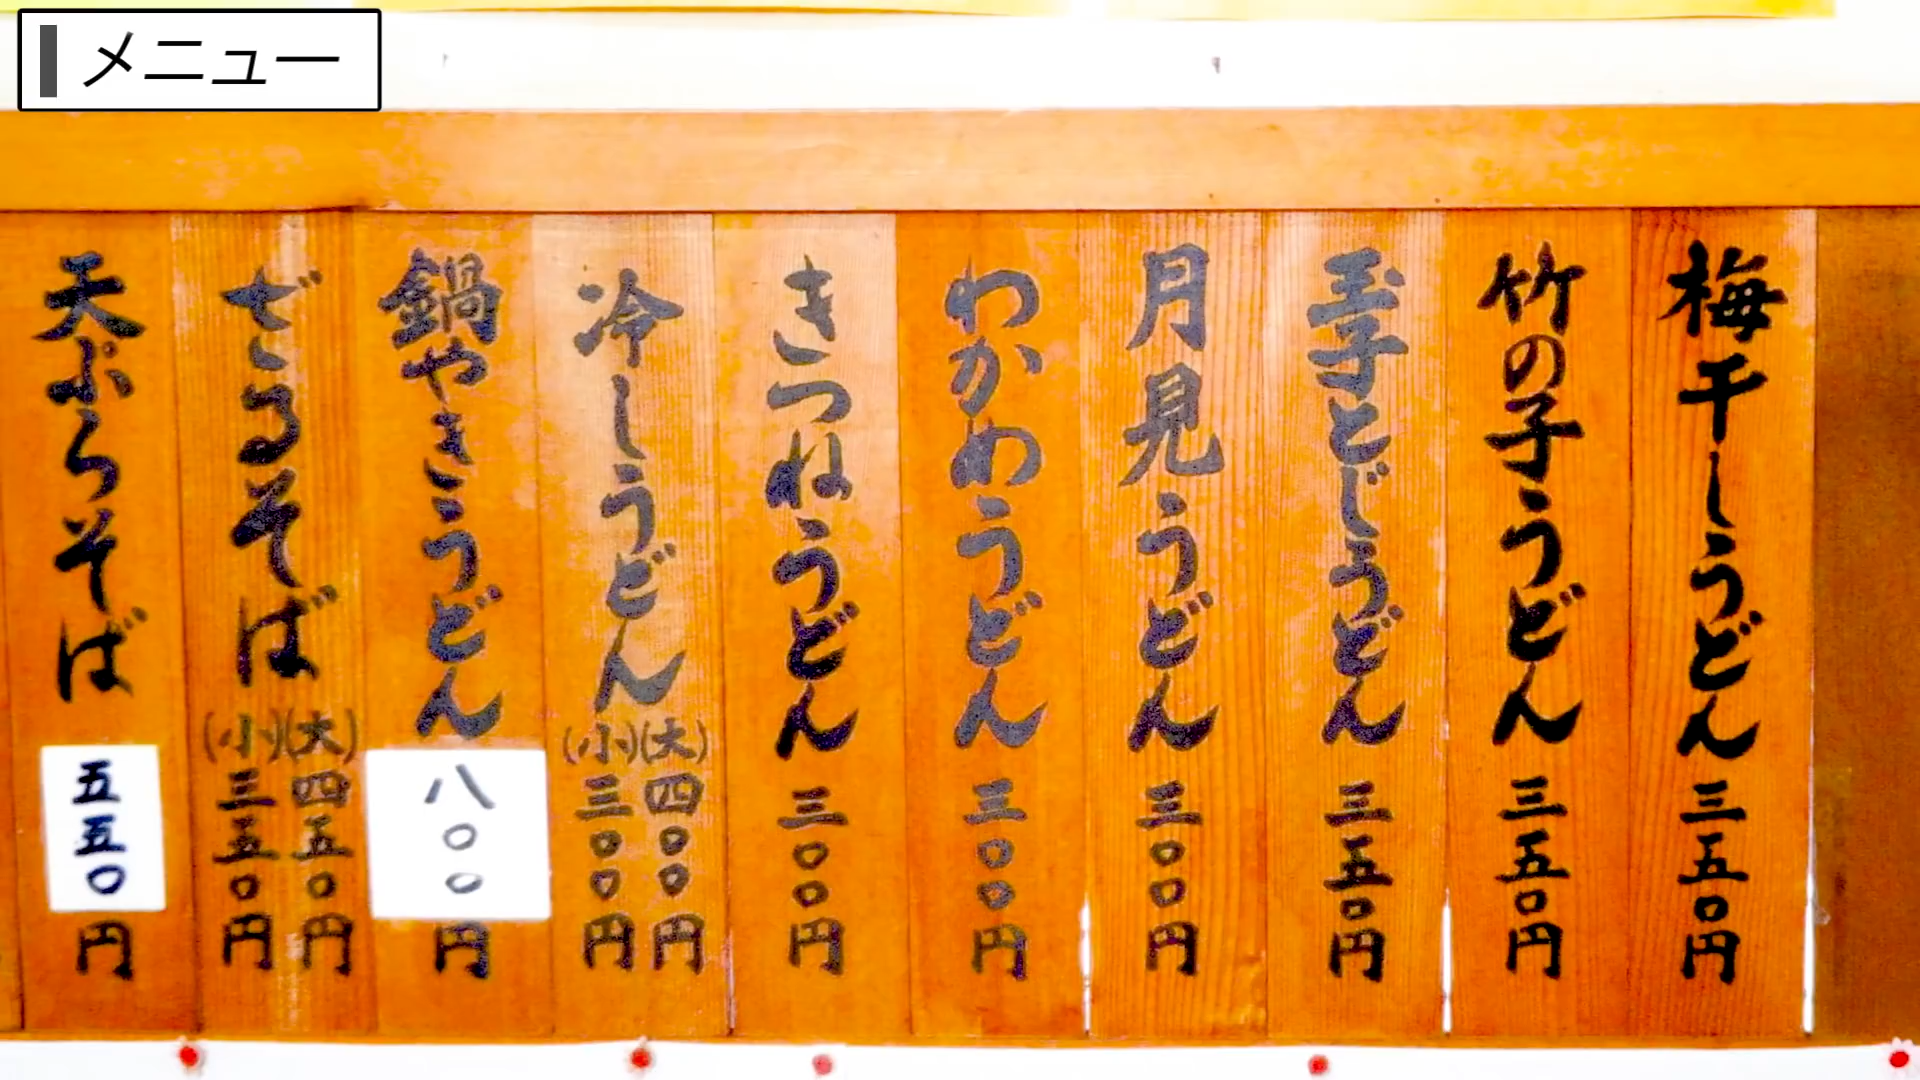 メニュー
梅干しうどん 三五〇円
竹の子うどん 三五〇円
玉子とじうどん 三五〇円
月見うどん 三〇〇円
わかめうどん 三〇〇円
きつねうどん 三〇〇円
冷しうどん
(大)四〇〇円
(小)三〇〇円
鍋やきうどん 八〇〇円
ざるそば
(大)四五〇円
(小)三五〇円
天ぷらそば 五五〇円